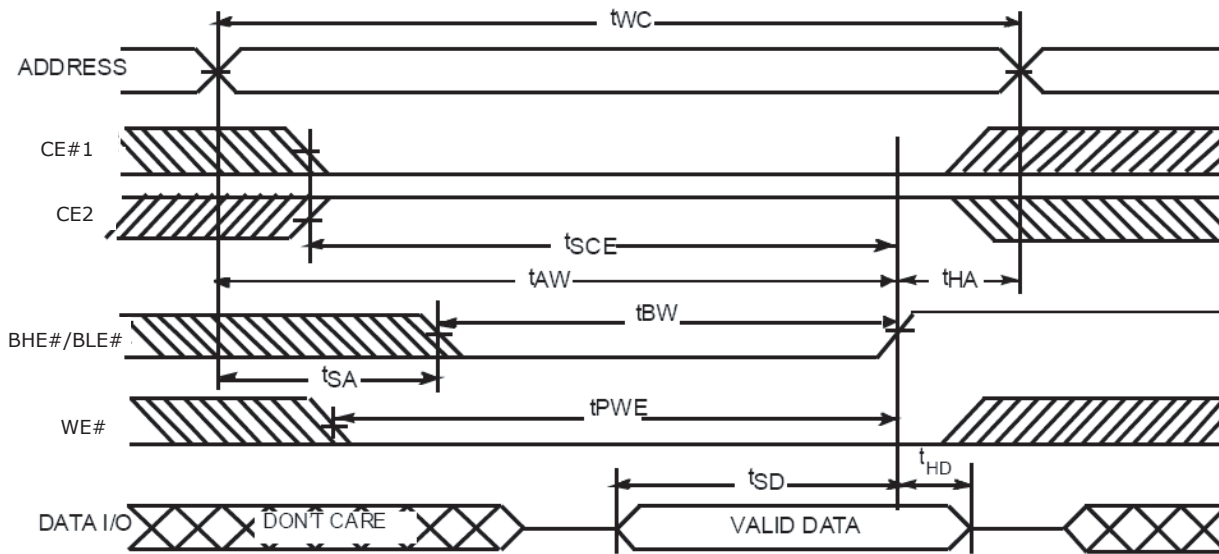 tWC
ADDRESS
CE#1
CE2
tSCE
tAW
tHA
tBW
BHE#/BLE#
tSA
tPWE
WE#
tSD
tHD
DATA I/O
DON'T CARE
VALID DATA